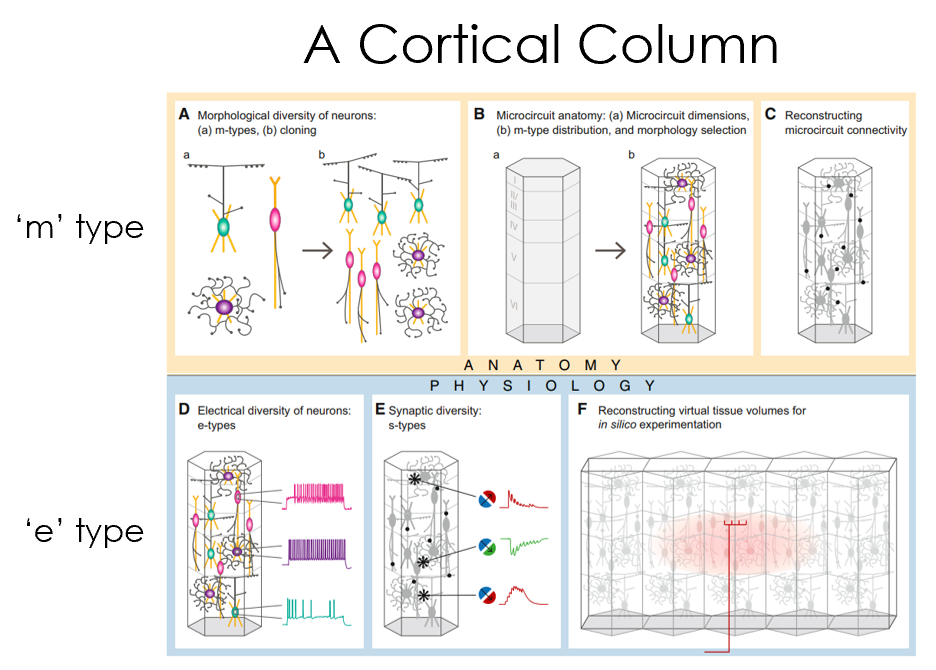 A Cortical Column
‘m’ type
A Morphological diversity of neurons:
(a) m-types, (b) cloning
a
b
B Microcircuit anatomy: (a) Microcircuit dimensions,
(b) m-type distribution, and morphology selection
a
b
I
II/
III
IV
V
VI
C Reconstructing
microcircuit connectivity
ANATOMY
PHYSIOLOGY
‘e’ type
D Electrical diversity of neurons:
e-types
E Synaptic diversity:
s-types
F Reconstructing virtual tissue volumes for
in silico experimentation